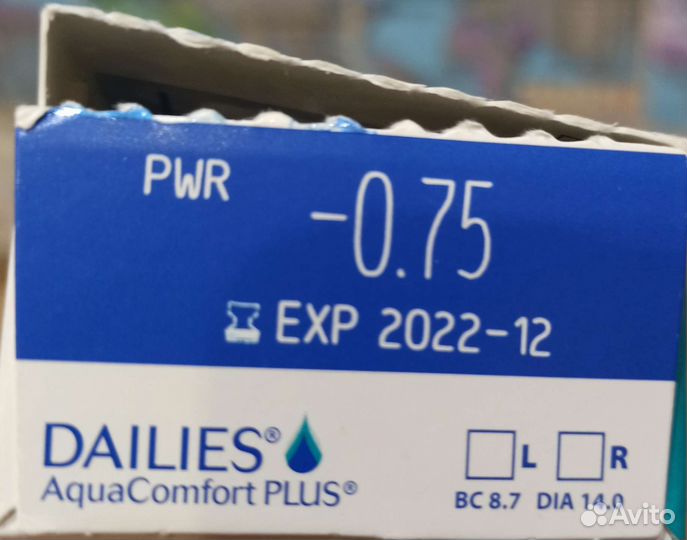 PWR -0.75
EXP 2022-12
DAILIES®
AquaComfort PLUS®
L R
BC 8.7 DIA 14.0
Avito